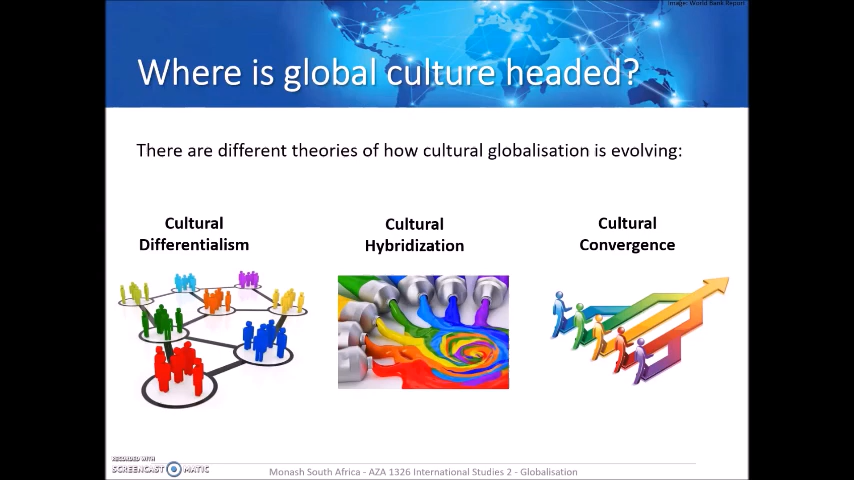 Image: World Bank Report
Where is global culture headed?
There are different theories of how cultural globalisation is evolving:
Cultural
Differentialism
Cultural
Hybridization
Cultural
Convergence
RECORDED WITH
SCREENCAST MATIC
Monash South Africa - AZA 1326 International Studies 2 - Globalisation